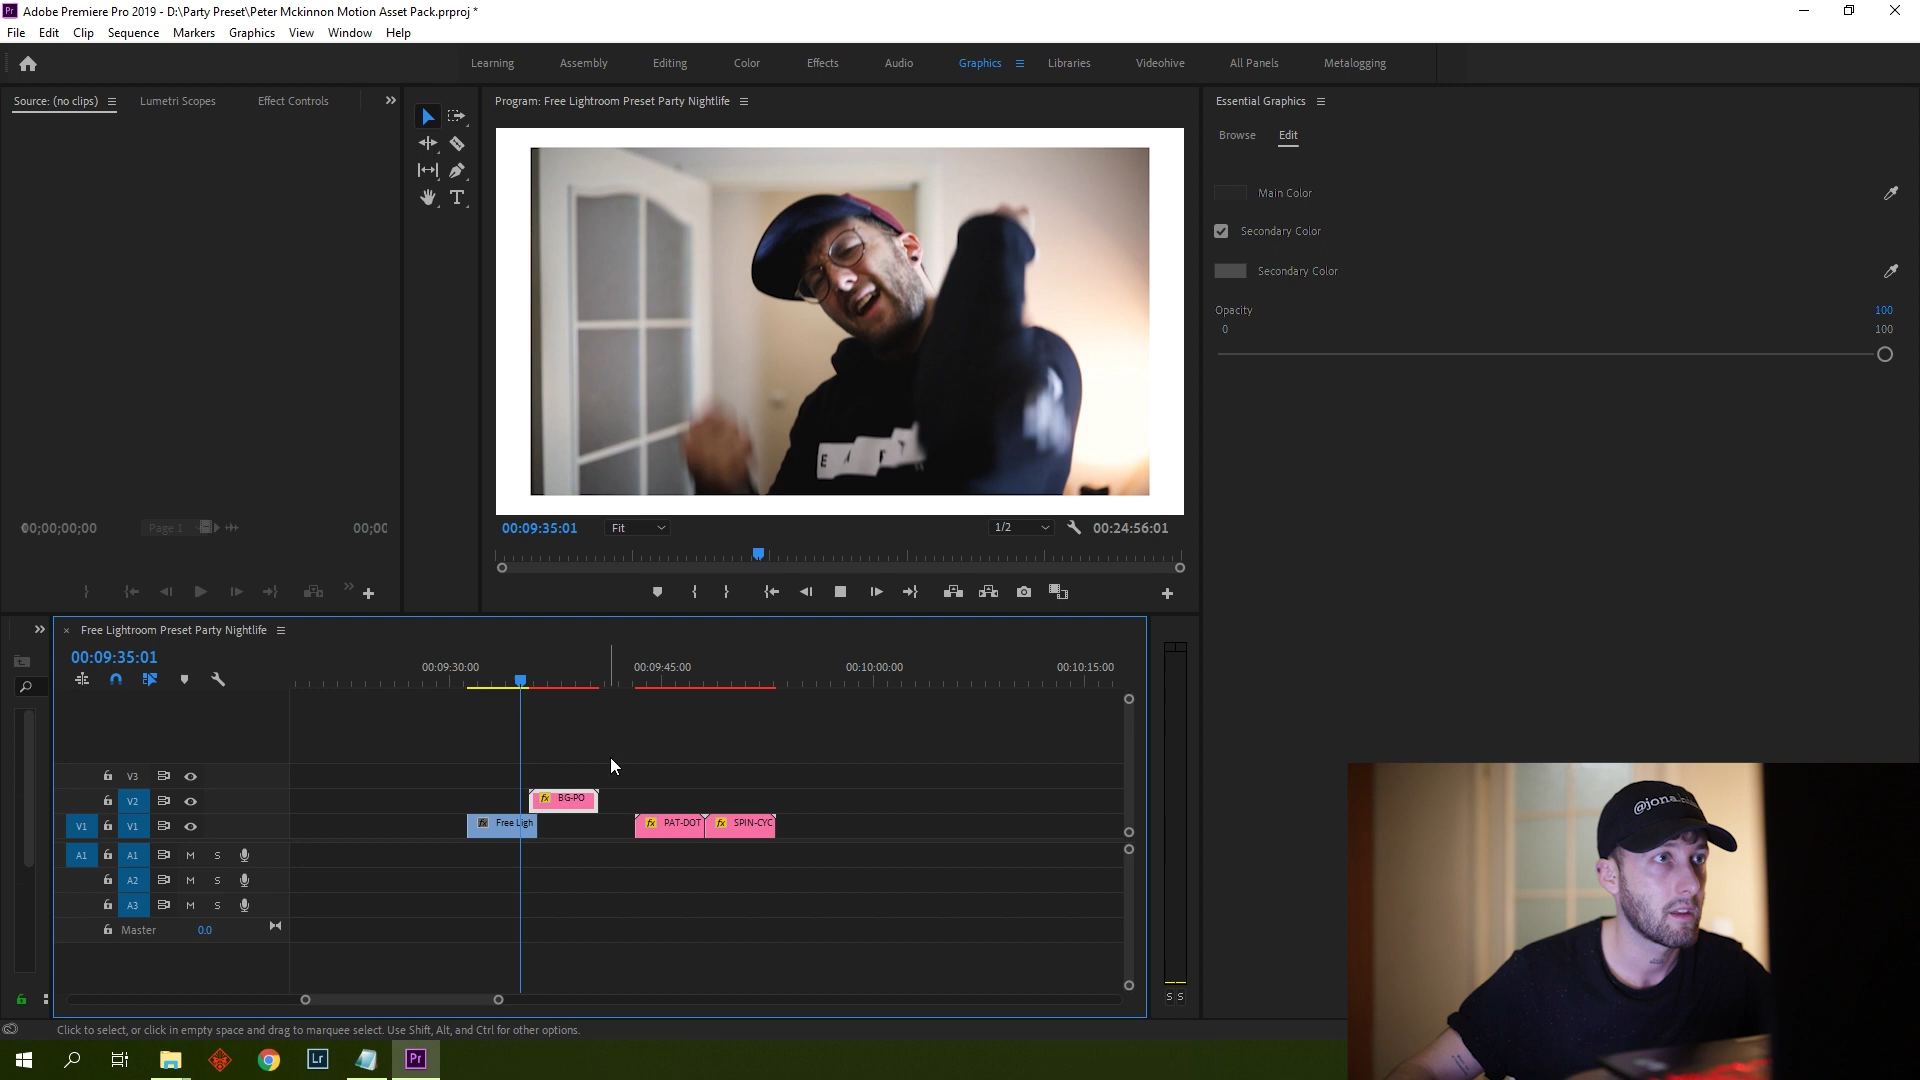 Pr Adobe Premiere Pro 2019 - D:\Party Preset\Peter Mckinnon Motion Asset Pack.prproj *
File Edit Clip Sequence Markers Graphics View Window Help
Learning Assembly Editing Color Effects Audio Graphics Libraries Videohive All Panels Metalogging
Source: (no clips) Lumetri Scopes Effect Controls
Program: Free Lightroom Preset Party Nightlife
Essential Graphics
Browse Edit
Main Color
Secondary Color
Secondary Color
Opacity 100
0 100
00;00;00;00 Page 1 00;00
00:09:35:01 Fit 1/2 00:24:56:01
Free Lightroom Preset Party Nightlife
00:09:35:01
00:09:30:00 00:09:45:00 00:10:00:00 00:10:15:00
V3
V2 fx BG-PO
V1 V1 fx Free Ligh fx PAT-DOT fx SPIN-CYC
A1 A1 M S
A2 M S
A3 M S
Master 0.0
S S
Click to select, or click in empty space and drag to marquee select. Use Shift, Alt, and Ctrl for other options.
Lr Pr